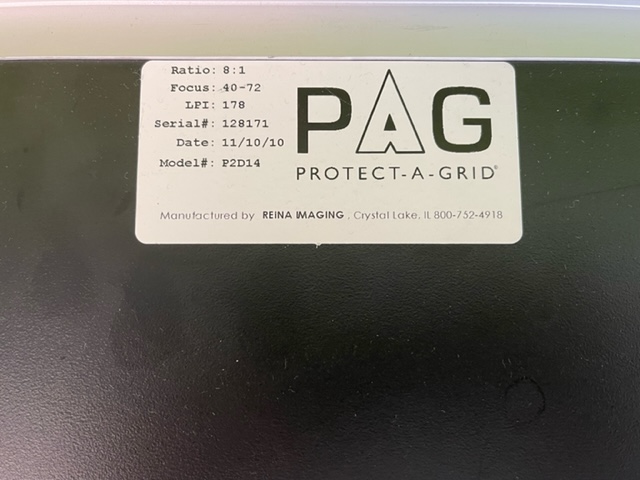 Ratio: 8:1
Focus: 40-72
LPI: 178
Serial#: 128171
Date: 11/10/10
Model#: P2D14
PAG
PROTECT-A-GRID®
Manufactured by REINA IMAGING , Crystal Lake, IL 800-752-4918